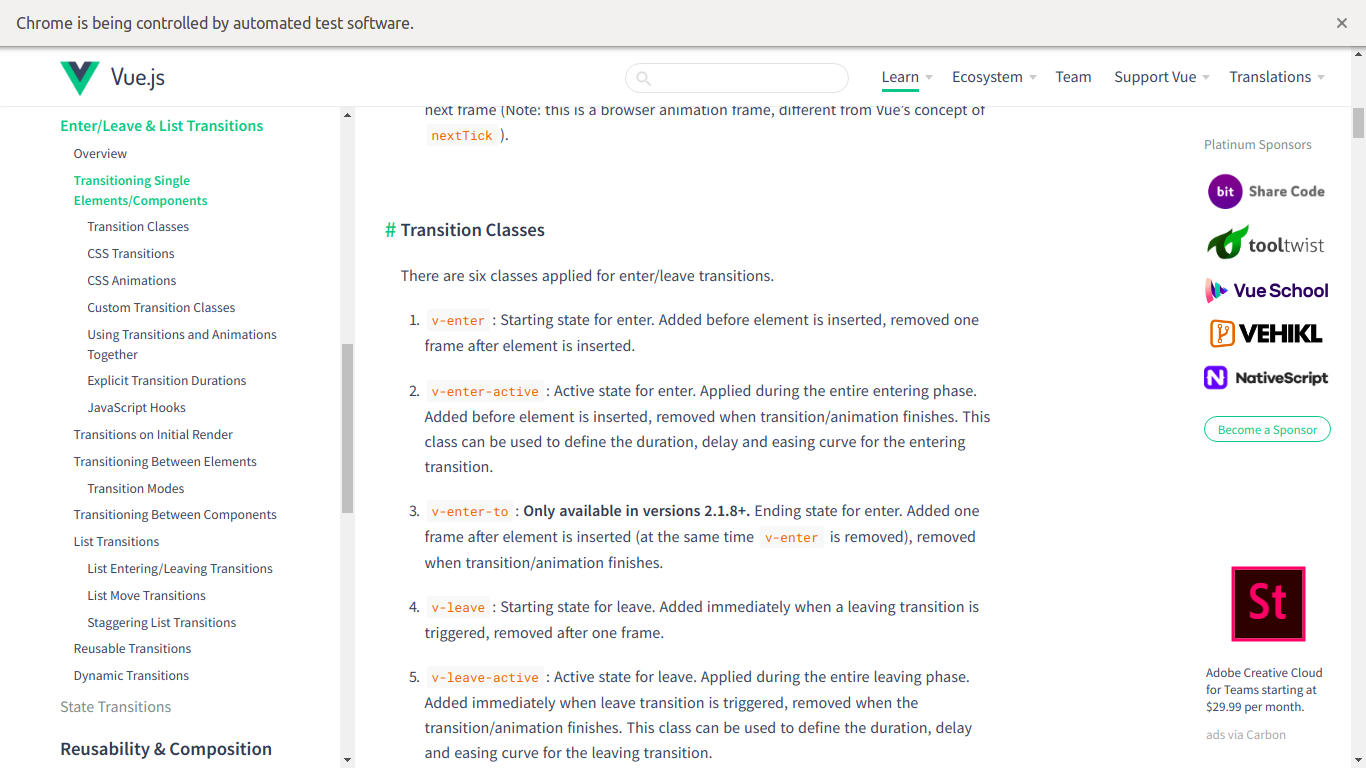 Chrome is being controlled by automated test software.
Vue.js
Learn
Ecosystem
Team
Support Vue
Translations
Enter/Leave & List Transitions
Overview
Transitioning Single
Elements/Components
Transition Classes
CSS Transitions
CSS Animations
Custom Transition Classes
Using Transitions and Animations
Together
Explicit Transition Durations
JavaScript Hooks
Transitions on Initial Render
Transitioning Between Elements
Transition Modes
Transitioning Between Components
List Transitions
List Entering/Leaving Transitions
List Move Transitions
Staggering List Transitions
Reusable Transitions
Dynamic Transitions
State Transitions
Reusability & Composition
next frame (Note: this is a browser animation frame, different from Vue's concept of
nextTick ).
# Transition Classes
There are six classes applied for enter/leave transitions.
1. v-enter : Starting state for enter. Added before element is inserted, removed one
frame after element is inserted.
2. v-enter-active : Active state for enter. Applied during the entire entering phase.
Added before element is inserted, removed when transition/animation finishes. This
class can be used to define the duration, delay and easing curve for the entering
transition.
3. v-enter-to : Only available in versions 2.1.8+. Ending state for enter. Added one
frame after element is inserted (at the same time v-enter is removed), removed
when transition/animation finishes.
4. v-leave : Starting state for leave. Added immediately when a leaving transition is
triggered, removed after one frame.
5. v-leave-active : Active state for leave. Applied during the entire leaving phase.
Added immediately when leave transition is triggered, removed when the
transition/animation finishes. This class can be used to define the duration, delay
and easing curve for the leaving transition.
Platinum Sponsors
bit Share Code
tooltwist
Vue School
VEHIKL
NativeScript
Become a Sponsor
St
Adobe Creative Cloud
for Teams starting at
$29.99 per month.
ads via Carbon